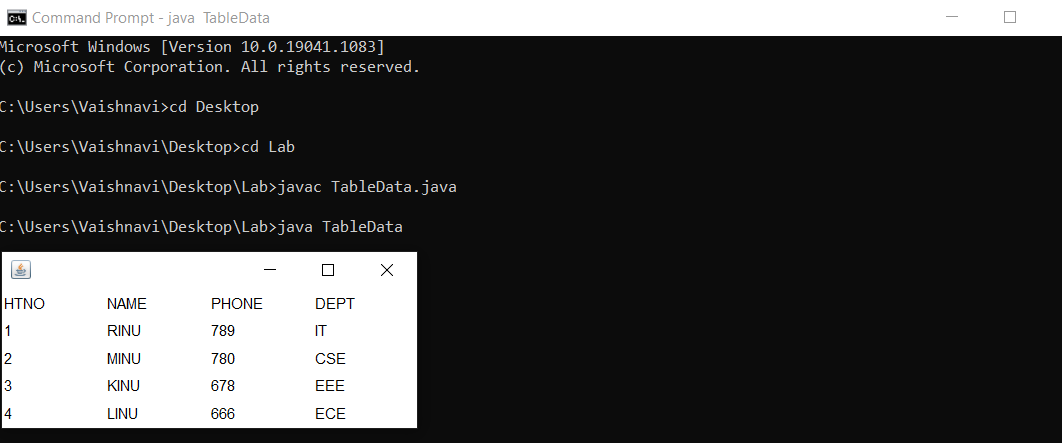 Command Prompt - java  TableData
Microsoft Windows [Version 10.0.19041.1083]
(c) Microsoft Corporation. All rights reserved.
C:\Users\Vaishnavi>cd Desktop
C:\Users\Vaishnavi\Desktop>cd Lab
C:\Users\Vaishnavi\Desktop\Lab>javac TableData.java
C:\Users\Vaishnavi\Desktop\Lab>java TableData
HTNO NAME PHONE DEPT
1 RINU 789 IT
2 MINU 780 CSE
3 KINU 678 EEE
4 LINU 666 ECE